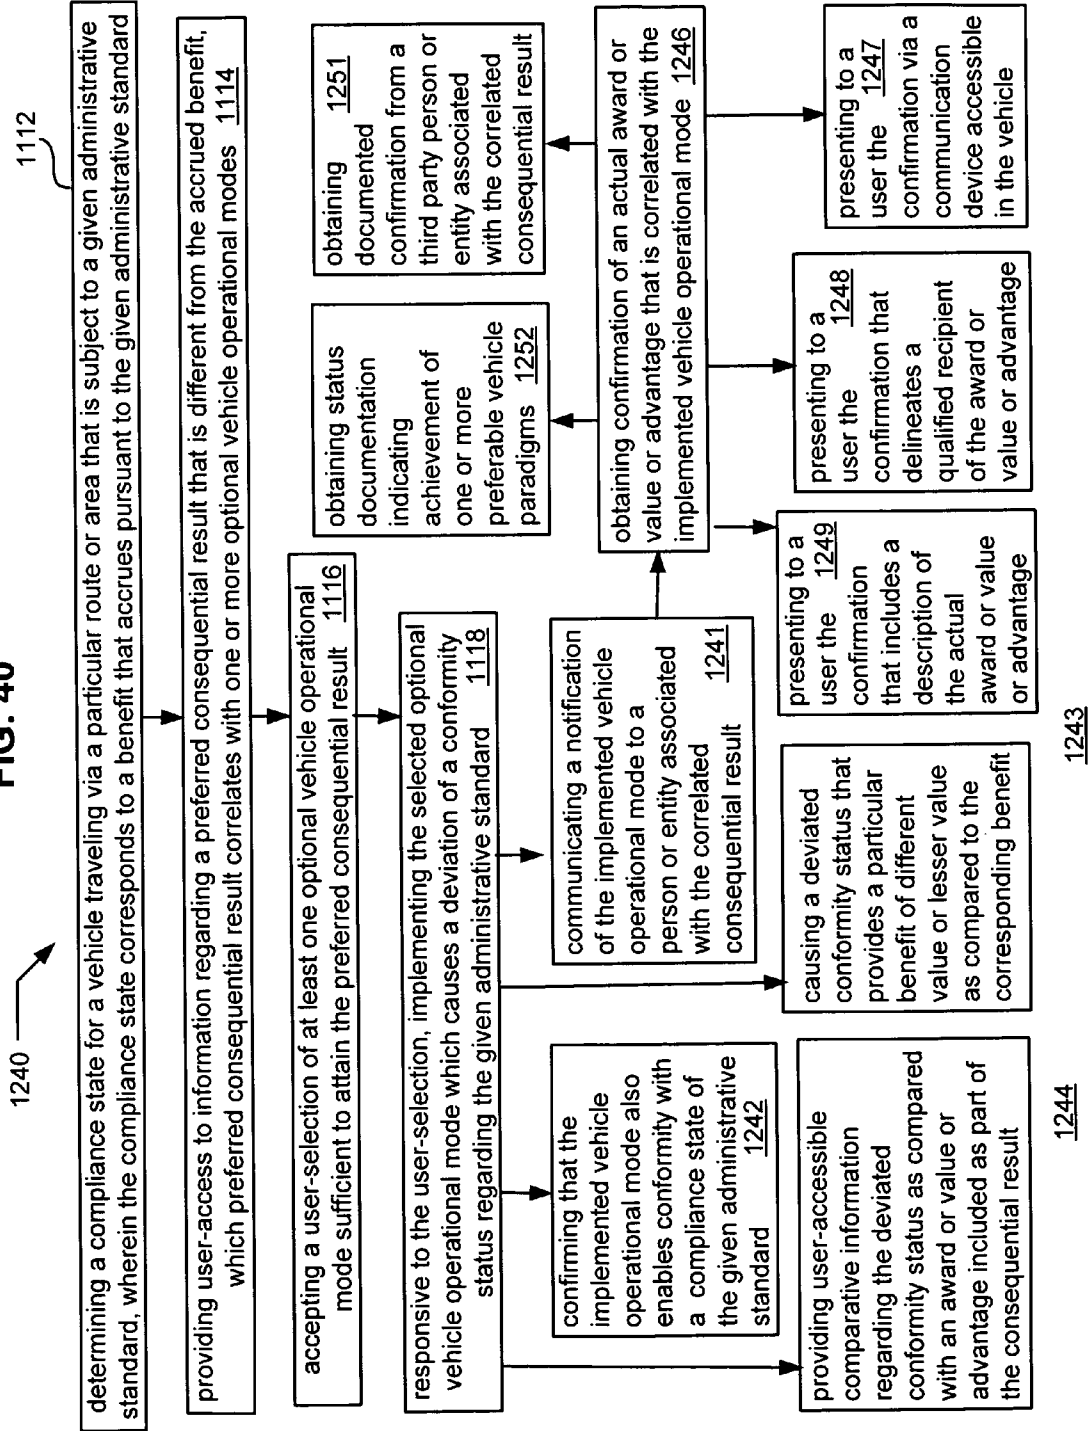 FIG. 40
1240
1112
determining a compliance state for a vehicle traveling via a particular route or area that is subject to a given administrative
standard, wherein the compliance state corresponds to a benefit that accrues pursuant to the given administrative standard
providing user-access to information regarding a preferred consequential result that is different from the accrued benefit,
which preferred consequential result correlates with one or more optional vehicle operational modes 1114
accepting a user-selection of at least one optional vehicle operational
mode sufficient to attain the preferred consequential result 1116
responsive to the user-selection, implementing the selected optional
vehicle operational mode which causes a deviation of a conformity
status regarding the given administrative standard 1118
obtaining status
documentation
indicating
achievement of
one or more
preferable vehicle
paradigms 1252
obtaining 1251
documented
confirmation from a
third party person or
entity associated
with the correlated
consequential result
confirming that the
implemented vehicle
operational mode also
enables conformity with
a compliance state of
the given administrative
standard 1242
communicating a notification
of the implemented vehicle
operational mode to a
person or entity associated
with the correlated
consequential result 1241
obtaining confirmation of an actual award or
value or advantage that is correlated with the
implemented vehicle operational mode 1246
providing user-accessible
comparative information
regarding the deviated
conformity status as compared
with an award or value or
advantage included as part of
the consequential result
1244
causing a deviated
conformity status that
provides a particular
benefit of different
value or lesser value
as compared to the
corresponding benefit
1243
presenting to a
user the 1249
confirmation
that includes a
description of
the actual
award or value
or advantage
presenting to a
user the 1248
confirmation that
delineates a
qualified recipient
of the award or
value or advantage
presenting to a
user the 1247
confirmation via a
communication
device accessible
in the vehicle